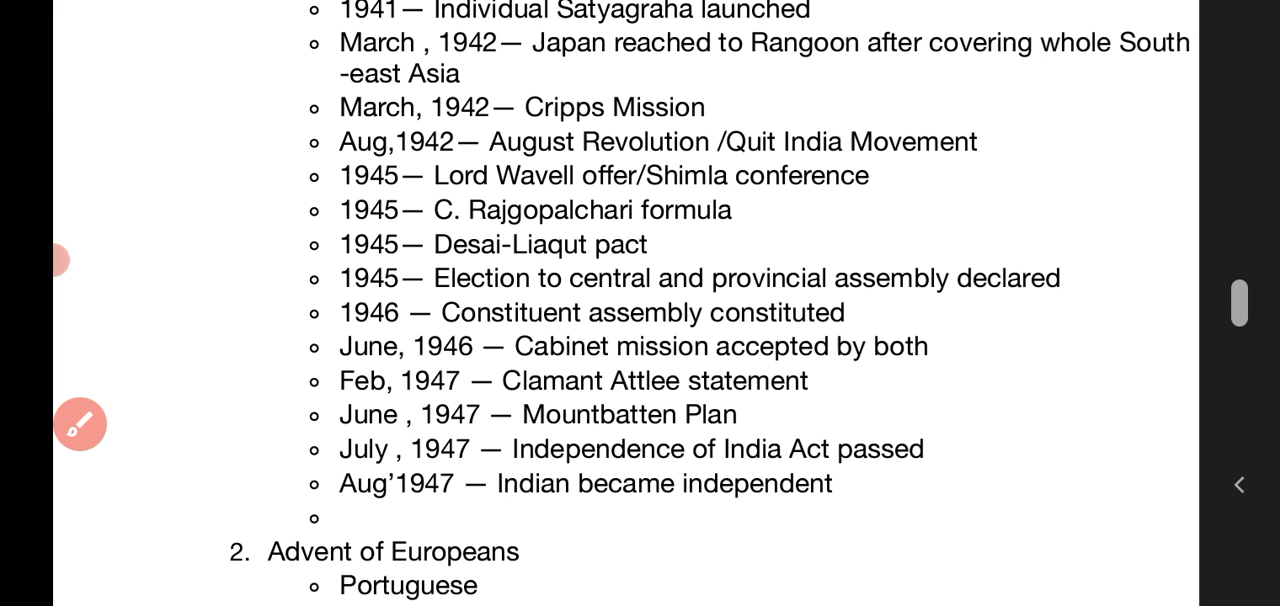 ◦ 1941— Individual Satyagraha launched
◦ March , 1942— Japan reached to Rangoon after covering whole South
-east Asia
◦ March, 1942— Cripps Mission
◦ Aug,1942— August Revolution /Quit India Movement
◦ 1945— Lord Wavell offer/Shimla conference
◦ 1945— C. Rajgopalchari formula
◦ 1945— Desai-Liaqut pact
◦ 1945— Election to central and provincial assembly declared
◦ 1946 — Constituent assembly constituted
◦ June, 1946 — Cabinet mission accepted by both
◦ Feb, 1947 — Clamant Attlee statement
◦ June , 1947 — Mountbatten Plan
◦ July , 1947 — Independence of India Act passed
◦ Aug’1947 — Indian became independent
◦
2. Advent of Europeans
◦ Portuguese